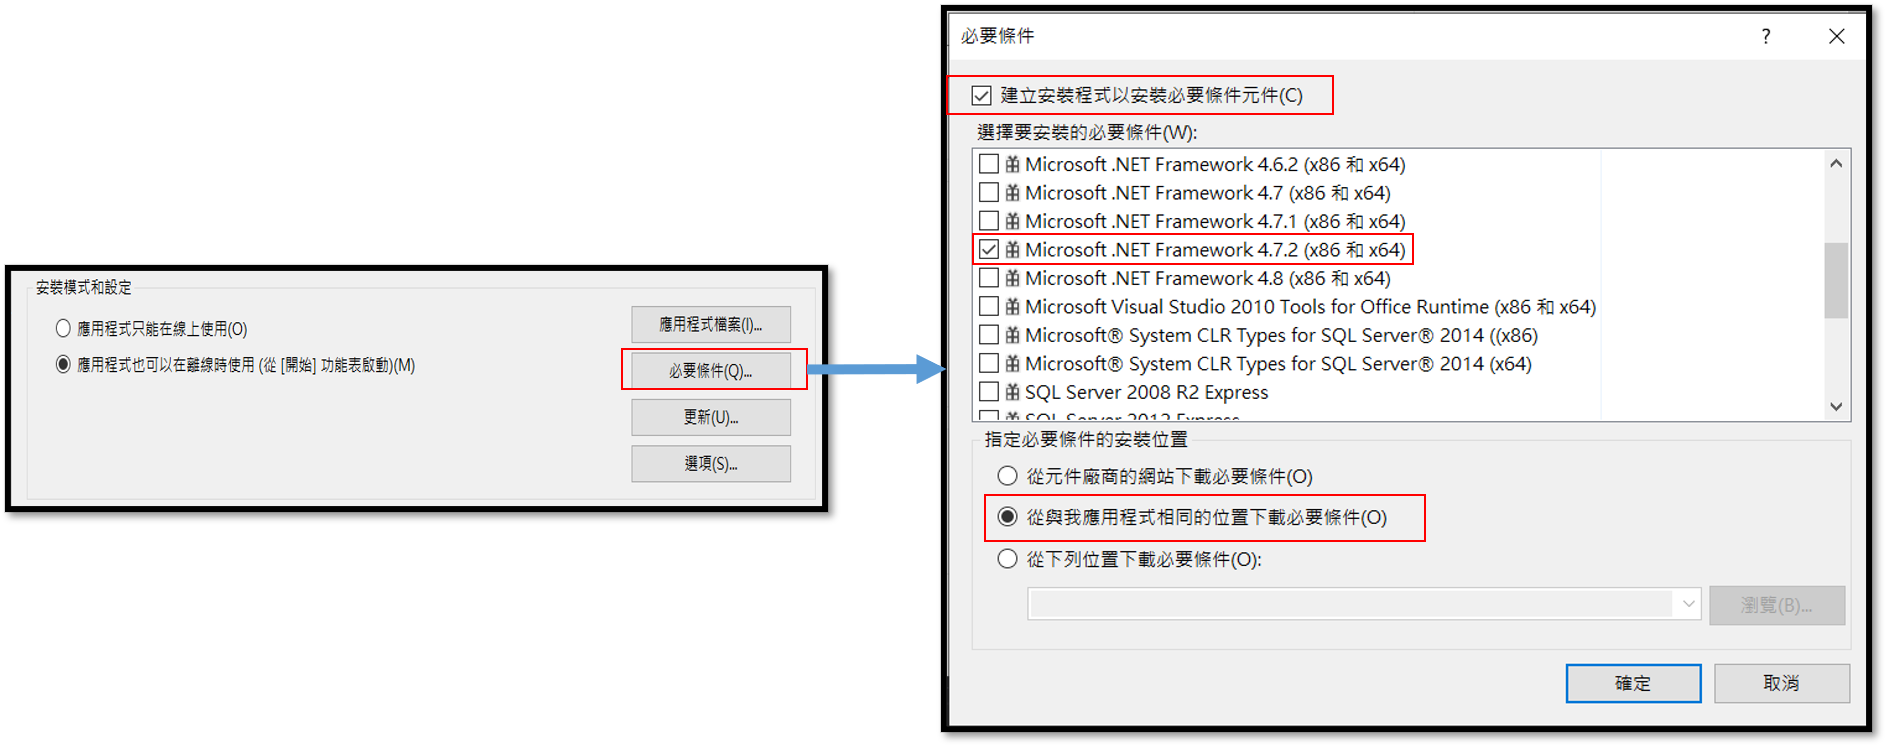 安裝模式和設定
應用程式只能在線上使用(O)
應用程式也可以在離線時使用 (從 [開始] 功能表啟動)(M)
應用程式檔案(I)...
必要條件(Q)...
更新(U)...
選項(S)...
必要條件
?
建立安裝程式以安裝必要條件元件(C)
選擇要安裝的必要條件(W):
Microsoft .NET Framework 4.6.2 (x86 和 x64)
Microsoft .NET Framework 4.7 (x86 和 x64)
Microsoft .NET Framework 4.7.1 (x86 和 x64)
Microsoft .NET Framework 4.7.2 (x86 和 x64)
Microsoft .NET Framework 4.8 (x86 和 x64)
Microsoft Visual Studio 2010 Tools for Office Runtime (x86 和 x64)
Microsoft® System CLR Types for SQL Server® 2014 ((x86)
Microsoft® System CLR Types for SQL Server® 2014 (x64)
SQL Server 2008 R2 Express
SQL Server 2012 Express
指定必要條件的安裝位置
從元件廠商的網站下載必要條件(O)
從與我應用程式相同的位置下載必要條件(O)
從下列位置下載必要條件(O):
瀏覽(B)...
確定
取消